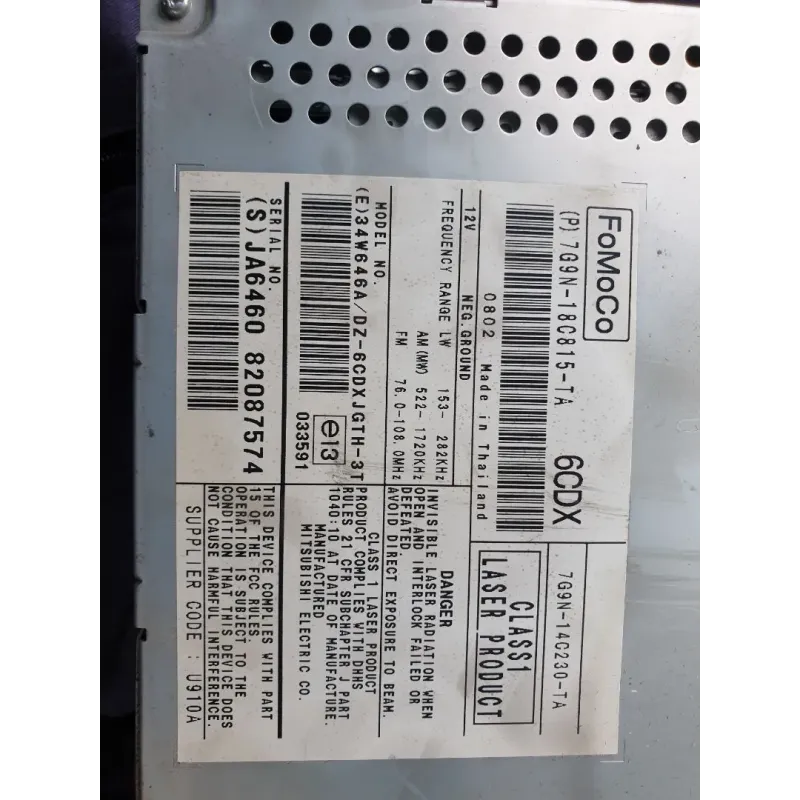 FoMoCo
(P) 7G9N-18C815-TA 6CDX
7G9N-14C230-TA
0802 Made in Thailand
CLASS1
LASER PRODUCT
12V NEG.GROUND
FREQUENCY RANGE LW 153- 282KHz
AM(MW) 522-1720KHz
FM 76.0-108.0MHz
DANGER
INVISIBLE LASER RADIATION WHEN
OPEN AND INTERLOCK FAILED OR
DEFEATED.
AVOID DIRECT EXPOSURE TO BEAM.
MODEL NO.
(E)34W646A/DZ-6CDXJGTH-3T
e13
033591
CLASS 1 LASER PRODUCT
PRODUCT COMPLIES WITH DHHS
RULES 21 CFR SUBCHAPTER J PART
1040:10 AT DATE OF MANUFACTURE.
MANUFACTURED
MITSUBISHI ELECTRIC CO.
SERIAL NO.
(S)JA6460 82087574
THIS DEVICE COMPLIES WITH PART
15 OF THE FCC RULES
OPERATION IS SUBJECT TO THE
CONDITION THAT THIS DEVICE DOES
NOT CAUSE HARMFUL INTERFERENCE.
SUPPLIER CODE : U910A